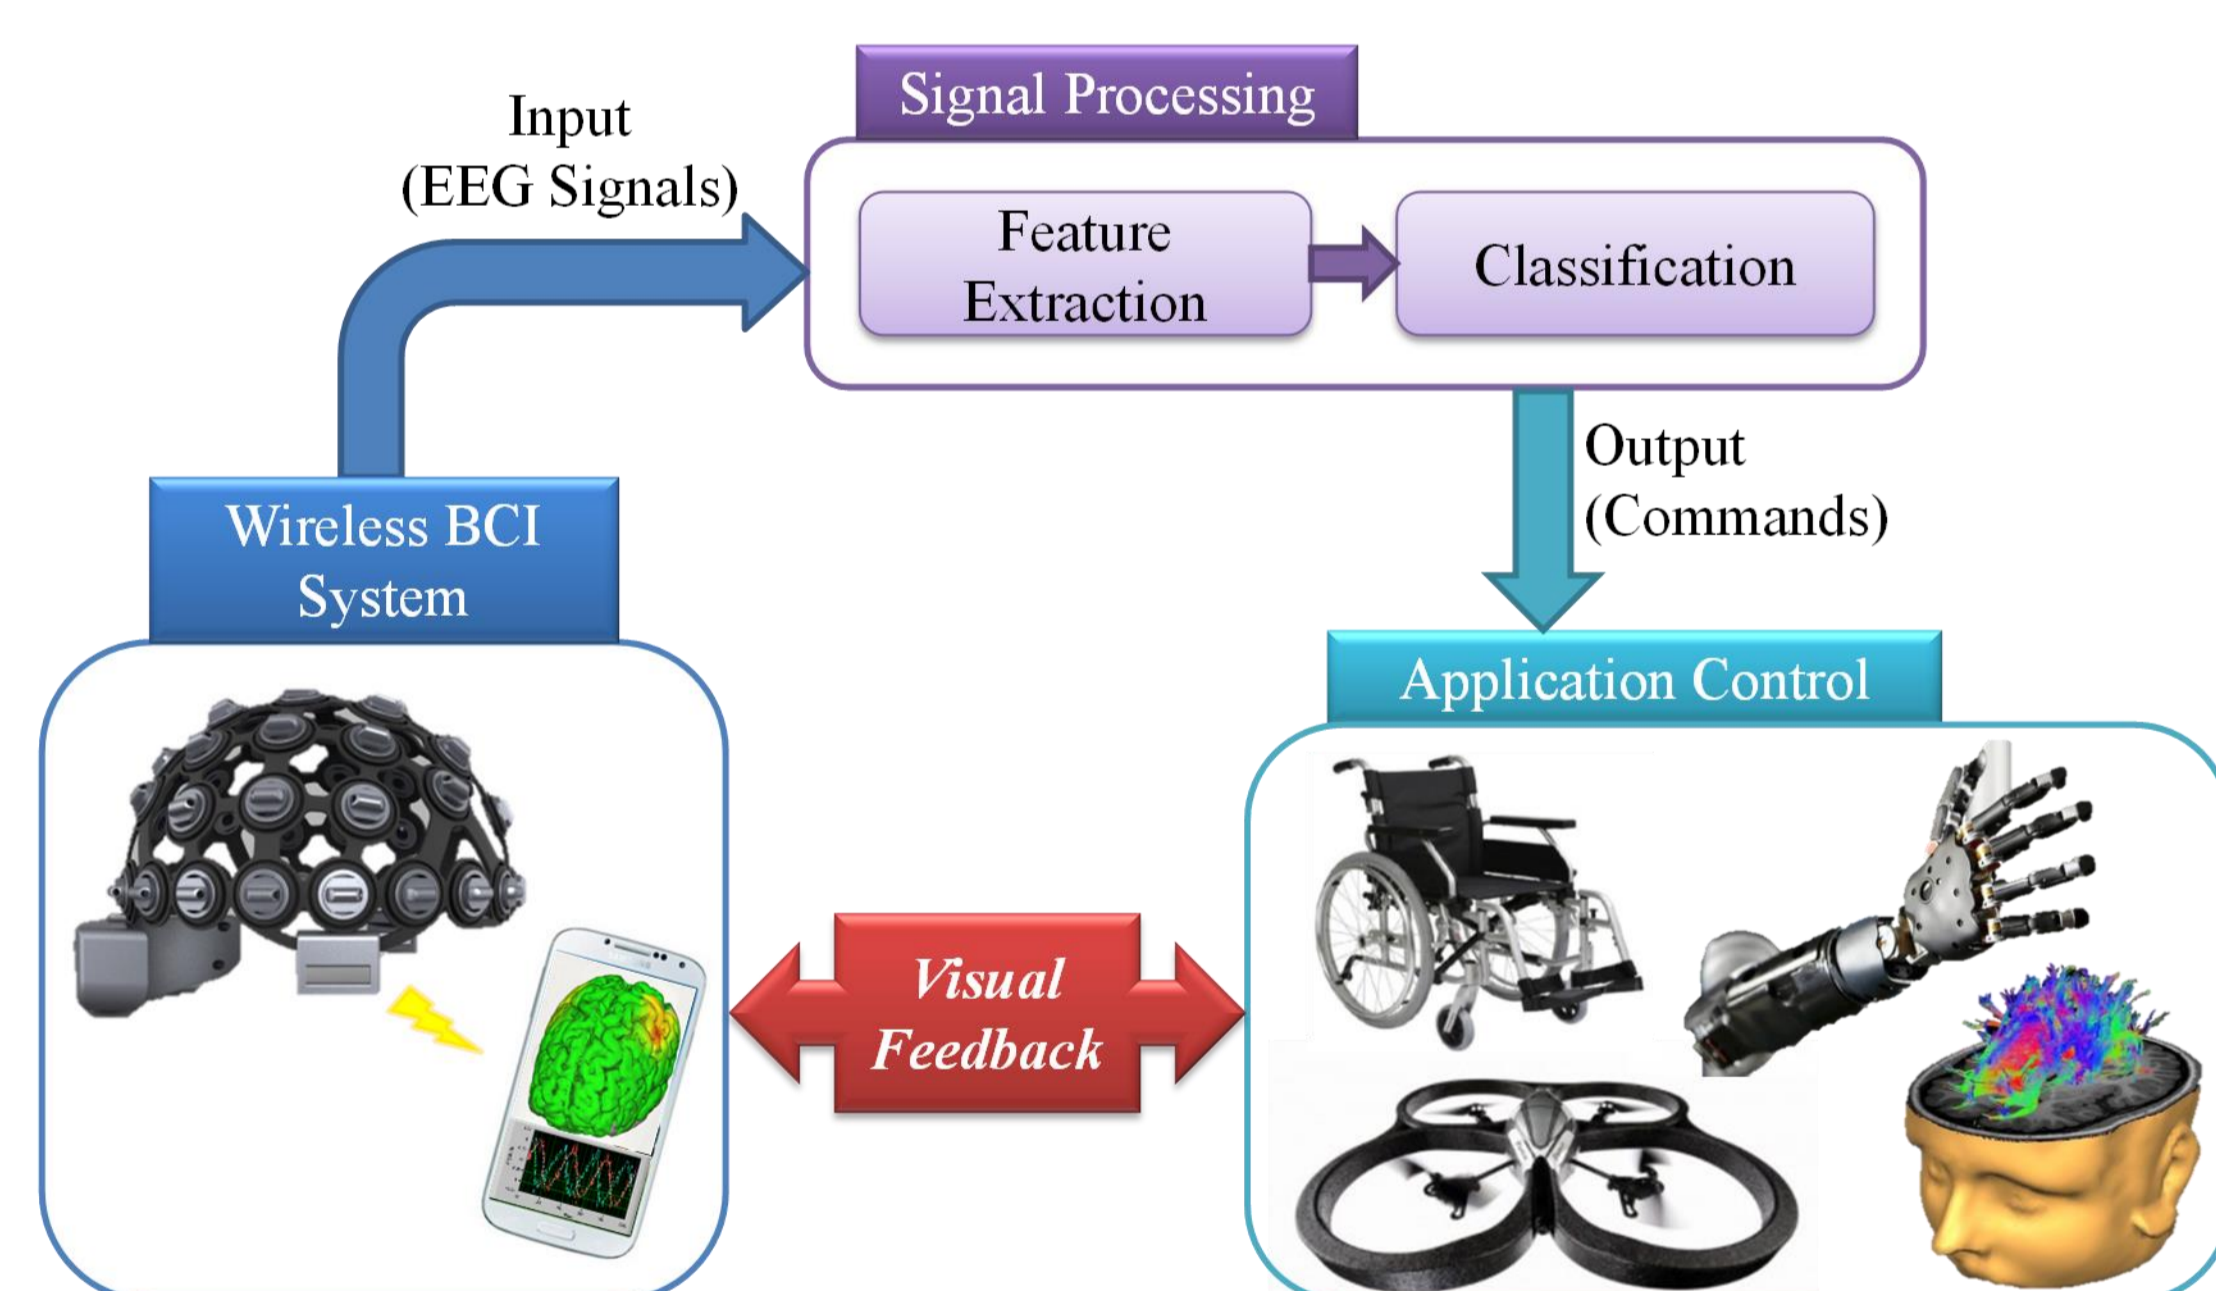 Signal Processing
Input
(EEG Signals)
Feature
Extraction
Classification
Output
(Commands)
Wireless BCI
System
Application Control
Visual
Feedback